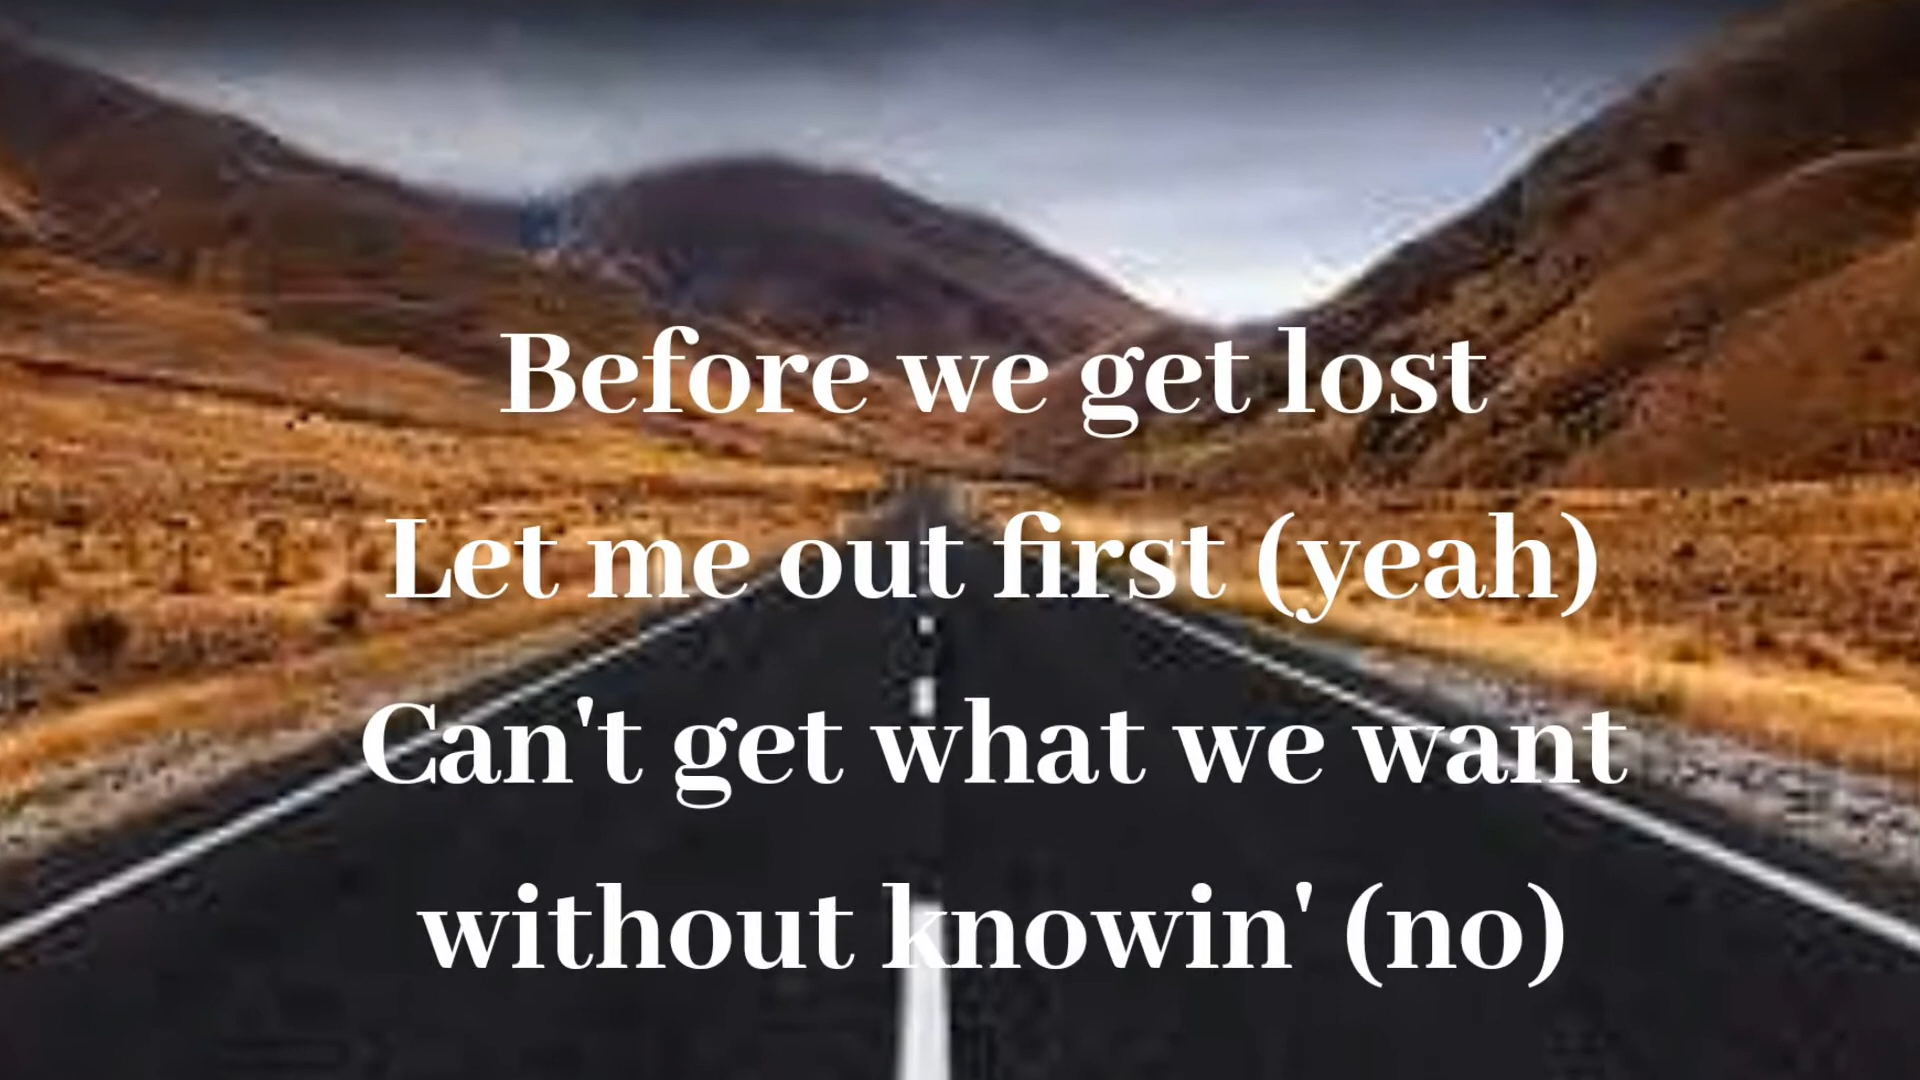 Before we get lost
Let me out first (yeah)
Can't get what we want
without knowin' (no)